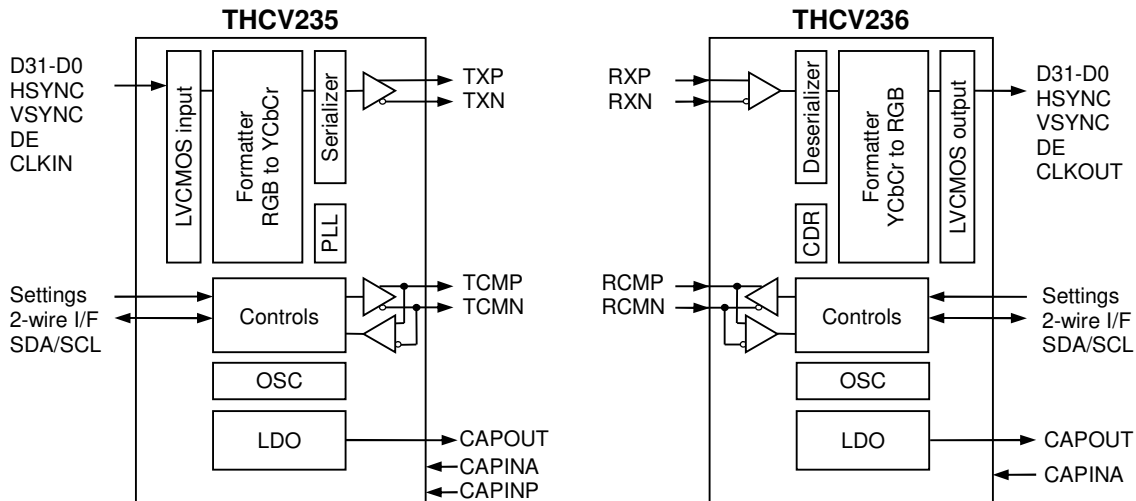 THCV235
D31-D0
HSYNC
VSYNC
DE
CLKIN
LVCMOS input
Formatter
RGB to YCbCr
Serializer
PLL
TXP
TXN
Settings
2-wire I/F
SDA/SCL
Controls
TCMP
TCMN
OSC
LDO
CAPOUT
CAPINA
CAPINP
THCV236
RXP
RXN
Deserializer
CDR
Formatter
YCbCr to RGB
LVCMOS output
D31-D0
HSYNC
VSYNC
DE
CLKOUT
RCMP
RCMN
Controls
Settings
2-wire I/F
SDA/SCL
OSC
LDO
CAPOUT
CAPINA